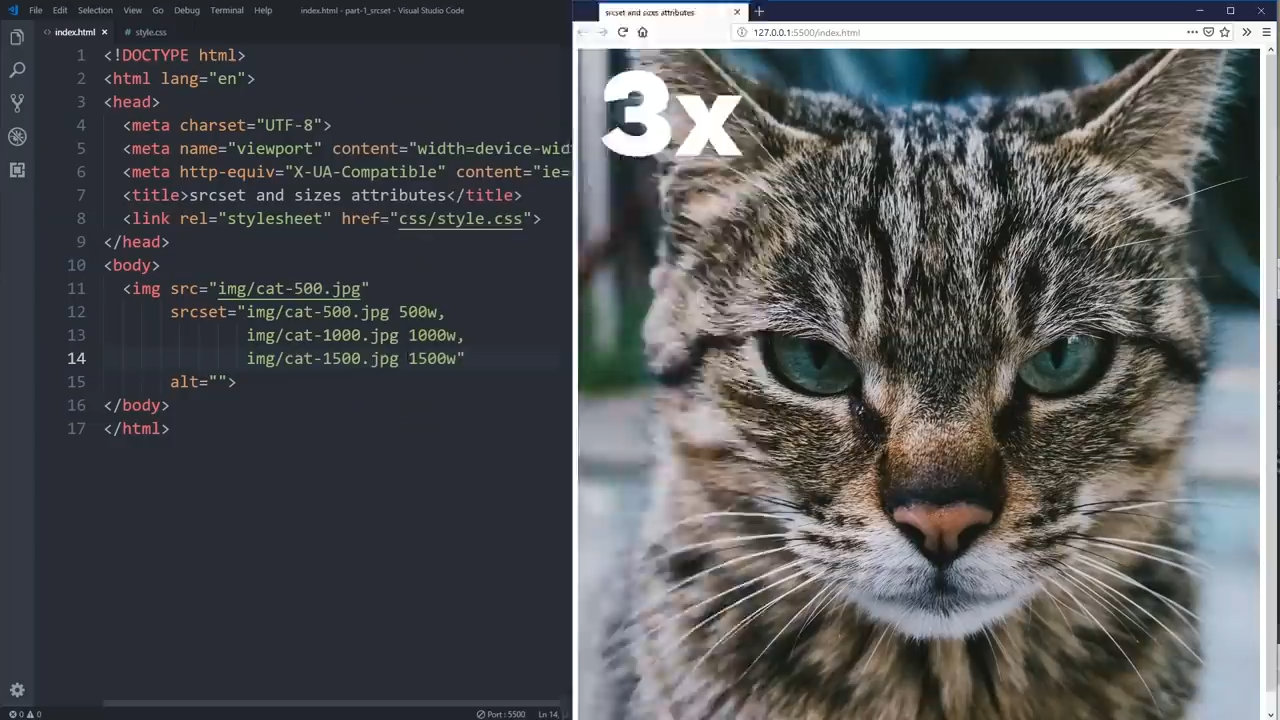 File Edit Selection View Go Debug Terminal Help index.html - part-1_srcset - Visual Studio Code
index.html × style.css
1 <!DOCTYPE html>
2 <html lang="en">
3 <head>
4 <meta charset="UTF-8">
5 <meta name="viewport" content="width=device-wid
6 <meta http-equiv="X-UA-Compatible" content="ie=
7 <title>srcset and sizes attributes</title>
8 <link rel="stylesheet" href="css/style.css">
9 </head>
10 <body>
11 <img src="img/cat-500.jpg"
12 srcset="img/cat-500.jpg 500w,
13 img/cat-1000.jpg 1000w,
14 img/cat-1500.jpg 1500w"
15 alt="">
16 </body>
17 </html>
0 0 Port : 5500 Ln 14,
srcset and sizes attributes
127.0.0.1:5500/index.html
3x